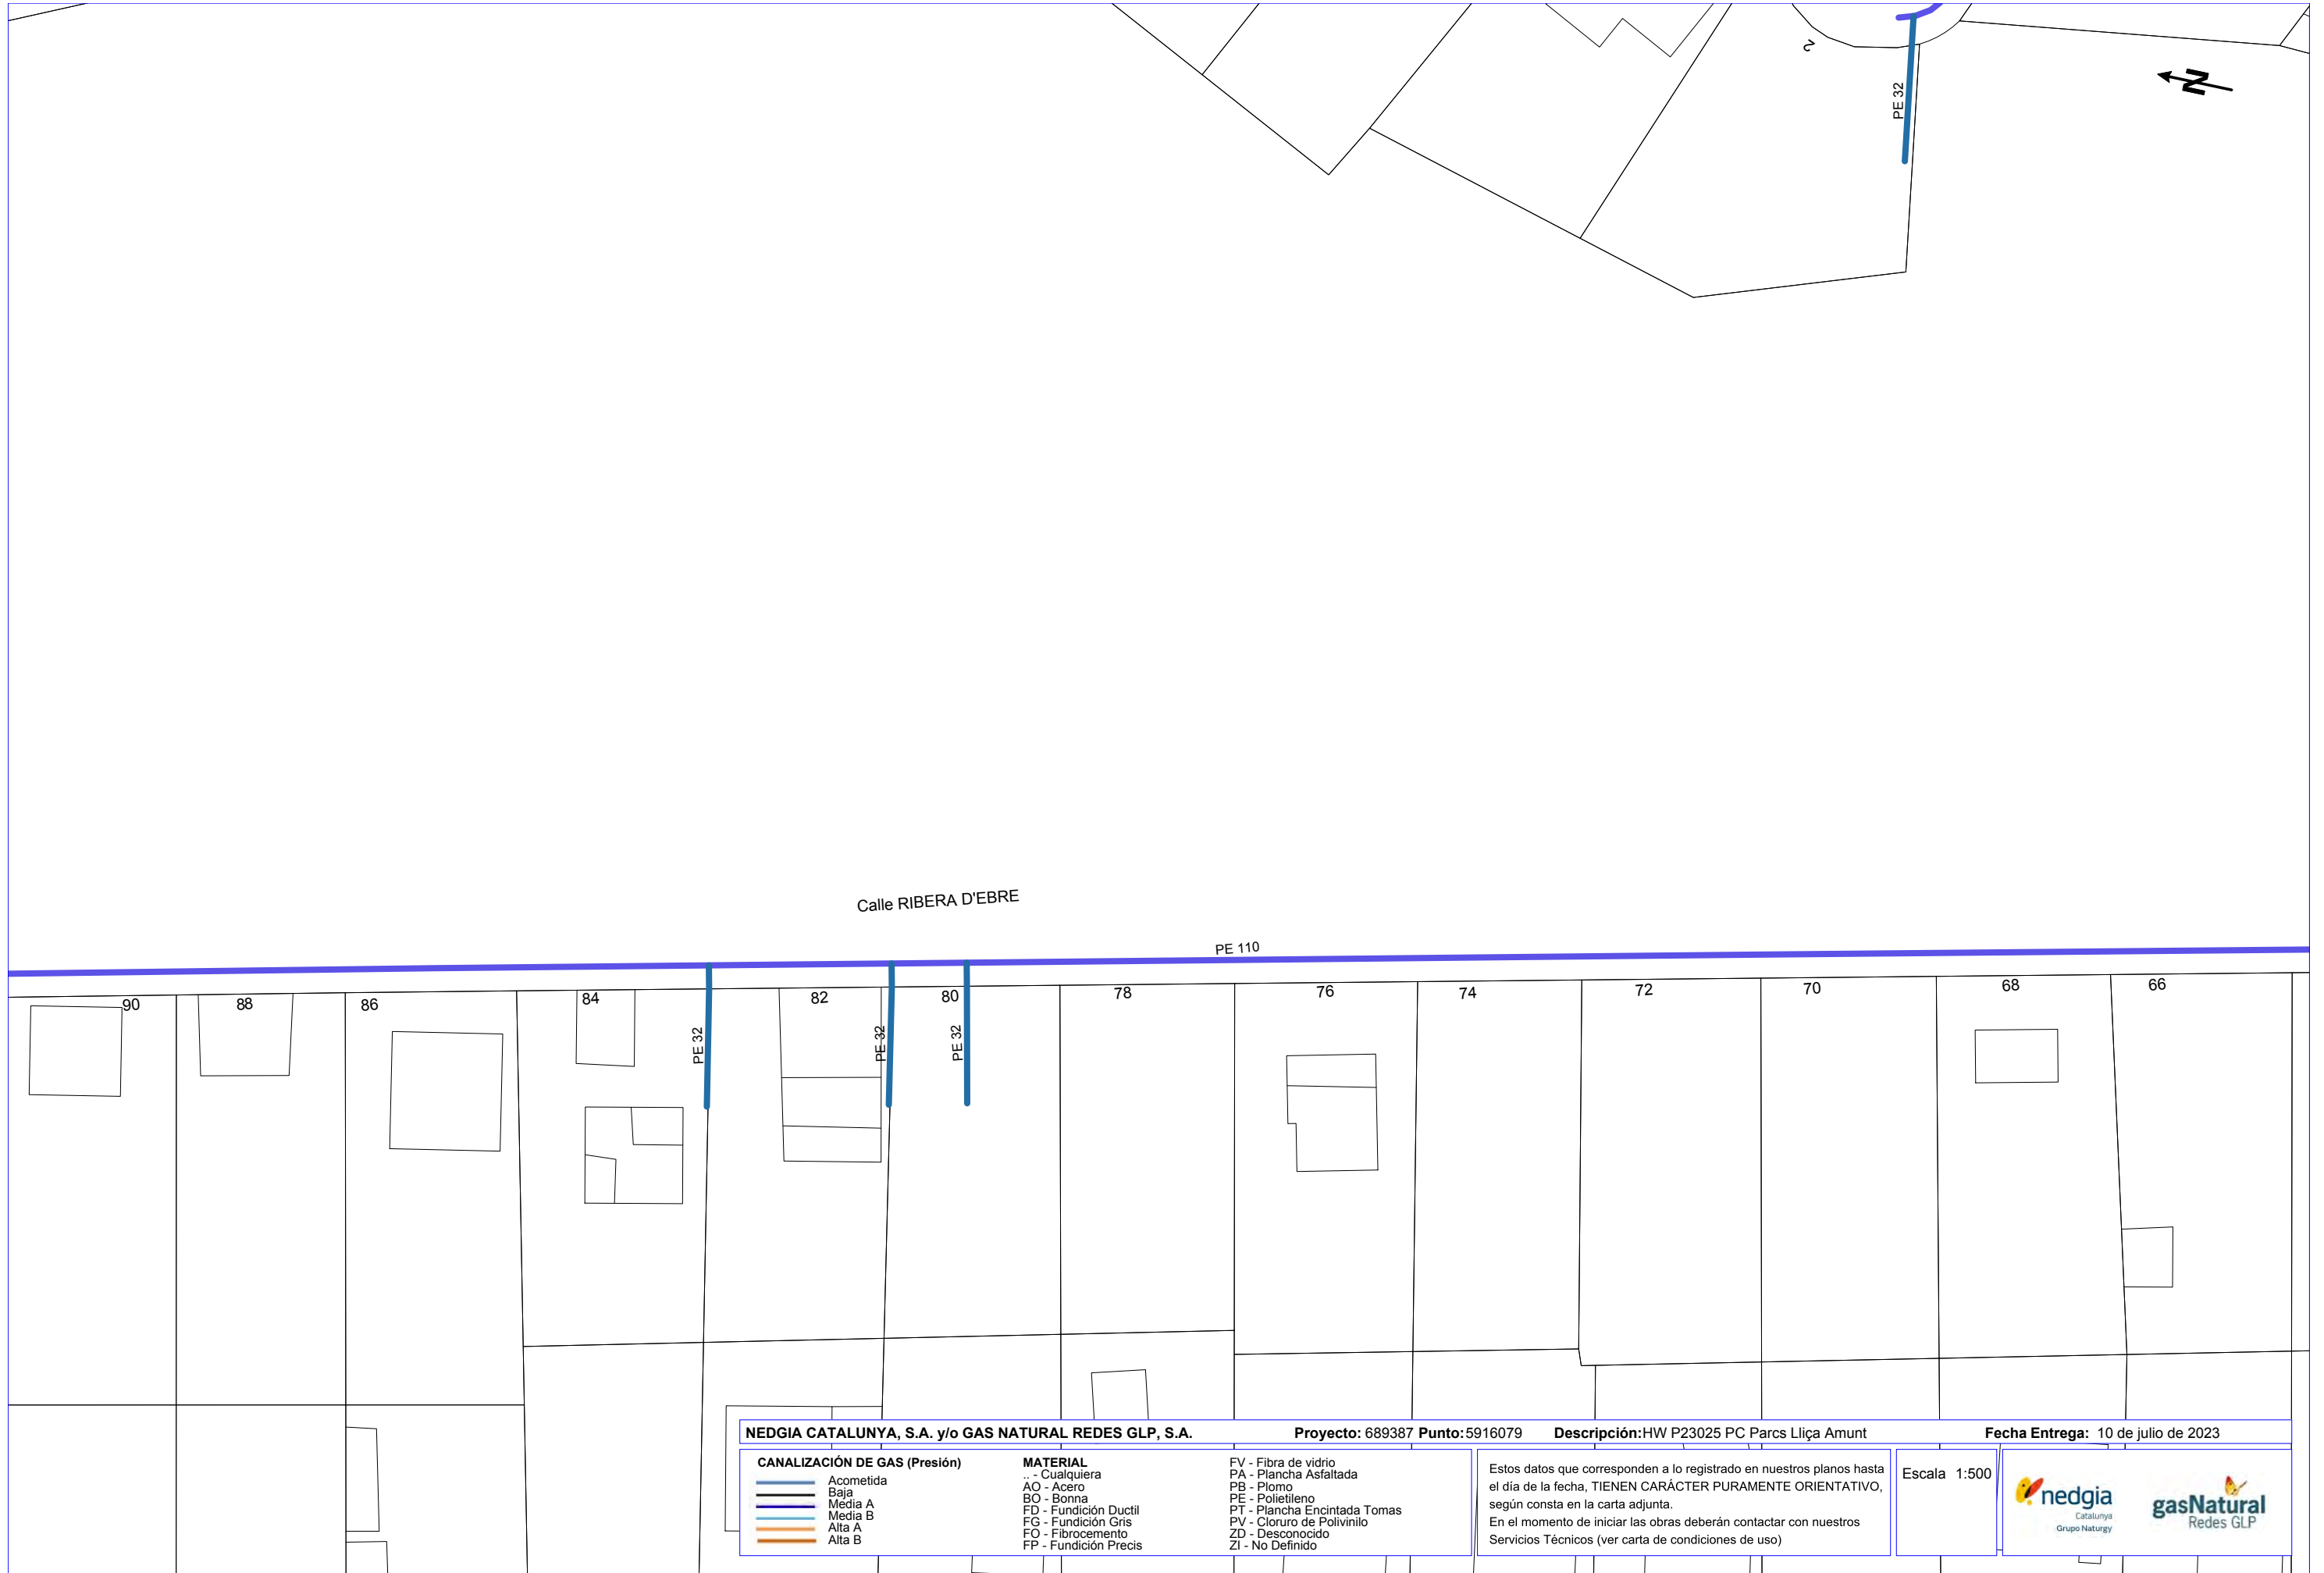 2
PE 32
N
Calle RIBERA D'EBRE
PE 110
90 88 86 84 82 80 78 76 74 72 70 68 66
PE 32 PE 32 PE 32
NEDGIA CATALUNYA, S.A. y/o GAS NATURAL REDES GLP, S.A. Proyecto: 689387 Punto:5916079 Descripción:HW P23025 PC Parcs Lliça Amunt Fecha Entrega: 10 de julio de 2023
CANALIZACIÓN DE GAS (Presión)
Acometida
Baja
Media A
Media B
Alta A
Alta B
MATERIAL
.. - Cualquiera
AO - Acero
BO - Bonna
FD - Fundición Ductil
FG - Fundición Gris
FO - Fibrocemento
FP - Fundición Precis
FV - Fibra de vidrio
PA - Plancha Asfaltada
PB - Plomo
PE - Polietileno
PT - Plancha Encintada Tomas
PV - Cloruro de Polivinilo
ZD - Desconocido
ZI - No Definido
Estos datos que corresponden a lo registrado en nuestros planos hasta
el día de la fecha, TIENEN CARÁCTER PURAMENTE ORIENTATIVO,
según consta en la carta adjunta.
En el momento de iniciar las obras deberán contactar con nuestros
Servicios Técnicos (ver carta de condiciones de uso)
Escala 1:500
nedgia
Catalunya
Grupo Naturgy
gasNatural
Redes GLP